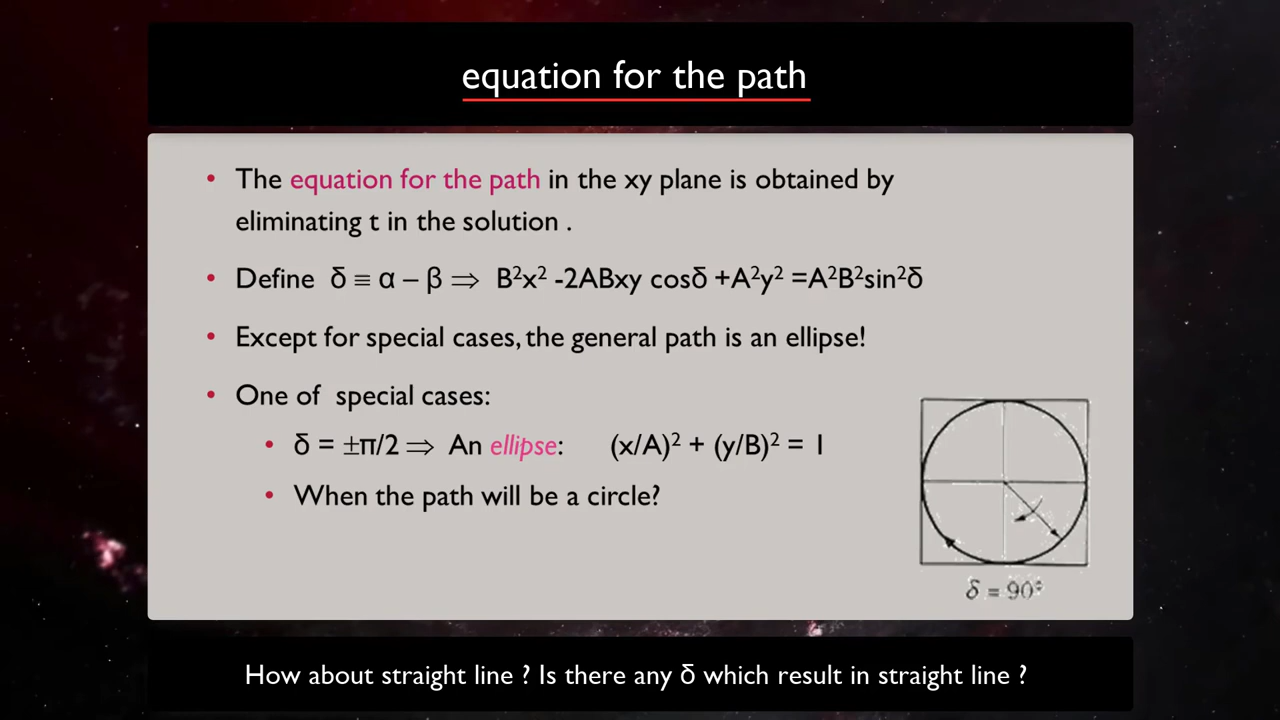 equation for the path
• The equation for the path in the xy plane is obtained by
eliminating t in the solution .
• Define δ ≡ α – β ⇒ B²x² -2ABxy cosδ +A²y² =A²B²sin²δ
• Except for special cases, the general path is an ellipse!
• One of special cases:
• δ = ±π/2 ⇒ An ellipse: (x/A)² + (y/B)² = 1
• When the path will be a circle?
δ = 90°
How about straight line ? Is there any δ which result in straight line ?